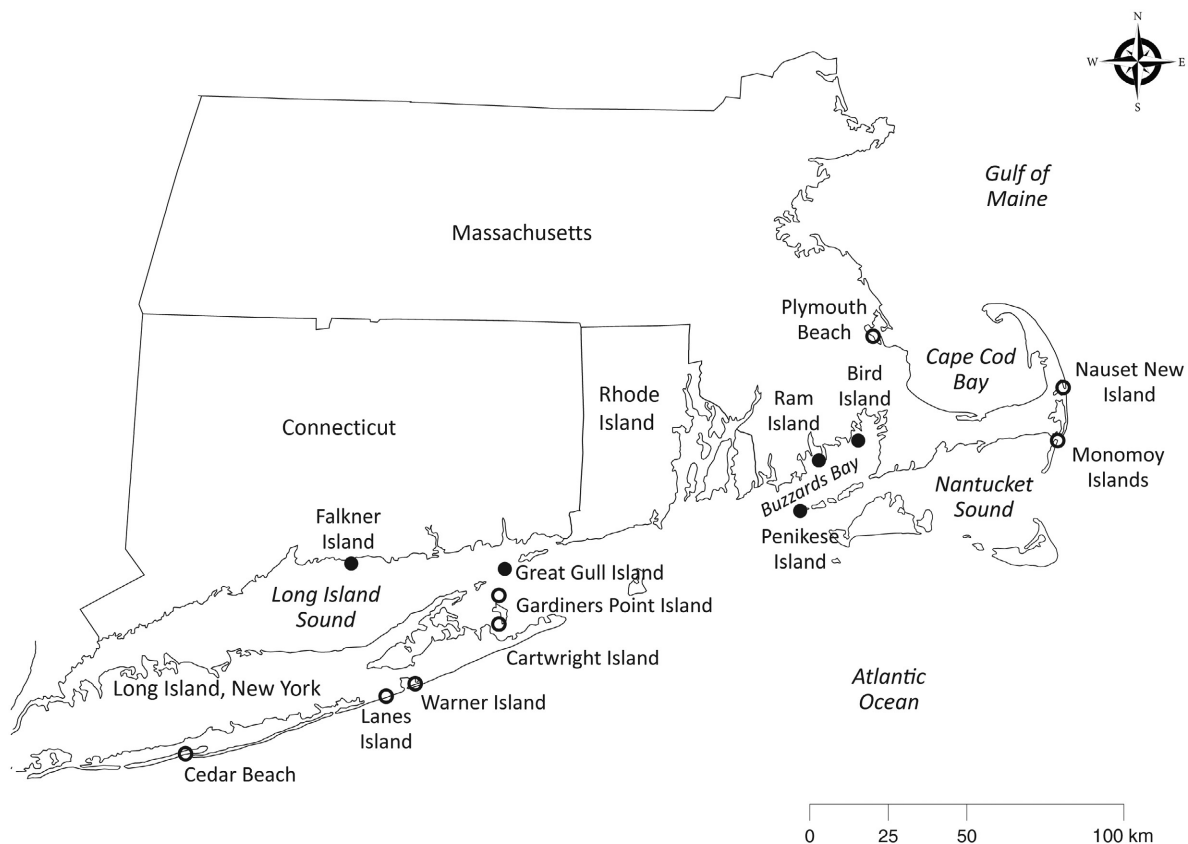 N
W
E
S
Gulf of
Maine
Massachusetts
Plymouth
Beach
Cape Cod
Bay
Nauset New
Island
Bird
Island
Ram
Island
Rhode
Island
Connecticut
Monomoy
Islands
Buzzards Bay
Nantucket
Sound
Penikese
Island
Falkner
Island
Great Gull Island
Long Island
Sound
Gardiners Point Island
Cartwright Island
Long Island, New York
Warner Island
Lanes
Island
Atlantic
Ocean
Cedar Beach
0 25 50 100 km